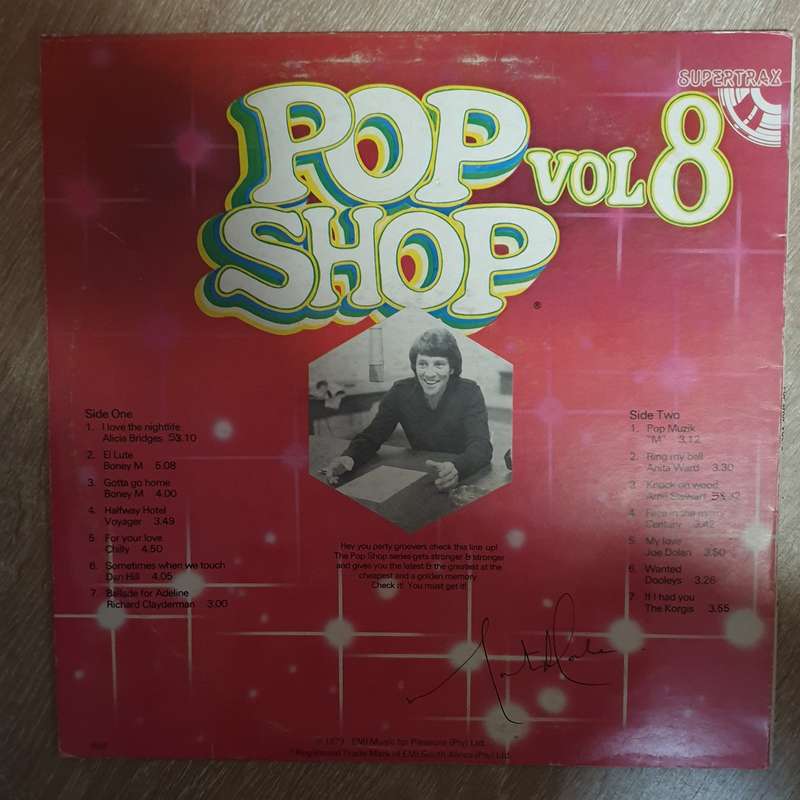 SUPERTRAX
POP
VOL 8
SHOP
®
Side One
1. I love the nightlife
Alicia Bridges 3.10
2. El Lute
Boney M 5.08
3. Gotta go home
Boney M 4.00
4. Halfway Hotel
Voyager 3.49
5 For your love
Chilly 4.50
6. Sometimes when we touch
Dan Hill 4.05
7. Ballade for Adeline
Richard Clayderman 3.00
Side Two
1. Pop Muzik
"M" 3.12
2. Ring my bell
Anita Ward 3.30
3. Knock on wood
Amii Stewart
4. Face in the mirror
Century 3.42
5. My love
Joe Dolan 3.50
6. Wanted
Dooleys 3.26
7. If I had you
The Korgis 3.55
Hey you party groovers check this line up!
The Pop Shop series gets stronger & stronger
and gives you the latest & the greatest at the
cheapest and a golden memory
Check it! You must get it!
1979 EMI Music for Pleasure (Pty) Ltd.
Registered Trade Mark of EMI South Africa (Pty) Ltd.